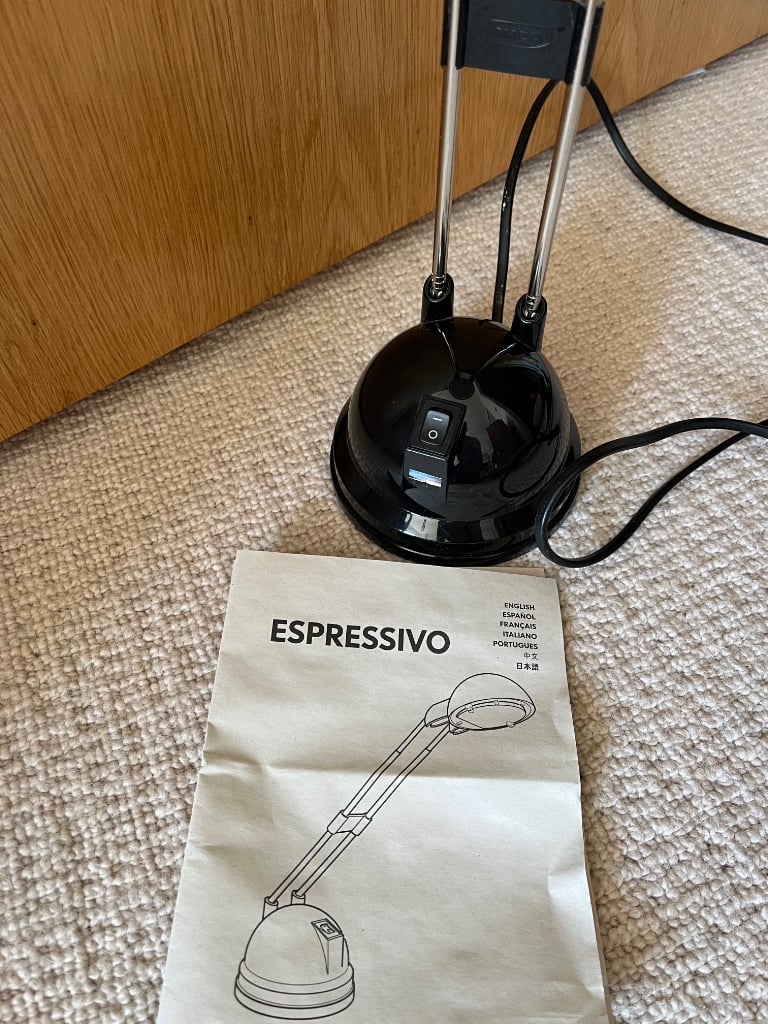 ESPRESSIVO
ENGLISH
ESPAÑOL
FRANÇAIS
ITALIANO
PORTUGUES
中文
日本語